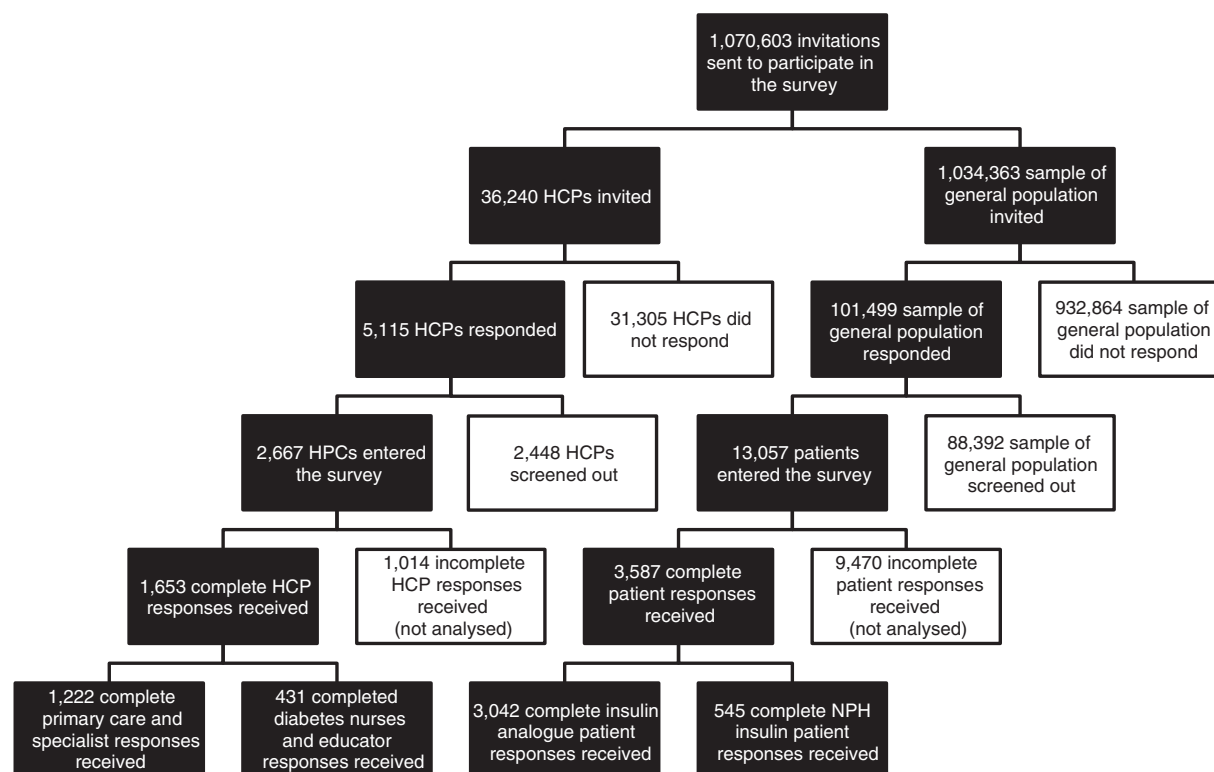 1,070,603 invitations
sent to participate in
the survey
36,240 HCPs invited
1,034,363 sample of
general population
invited
5,115 HCPs responded
31,305 HCPs did
not respond
101,499 sample of
general population
responded
932,864 sample of
general population
did not respond
2,667 HPCs entered
the survey
2,448 HCPs
screened out
13,057 patients
entered the survey
88,392 sample of
general population
screened out
1,653 complete HCP
responses received
1,014 incomplete
HCP responses
received
(not analysed)
3,587 complete
patient responses
received
9,470 incomplete
patient responses
received
(not analysed)
1,222 complete
primary care and
specialist responses
received
431 completed
diabetes nurses
and educator
responses received
3,042 complete insulin
analogue patient
responses received
545 complete NPH
insulin patient
responses received